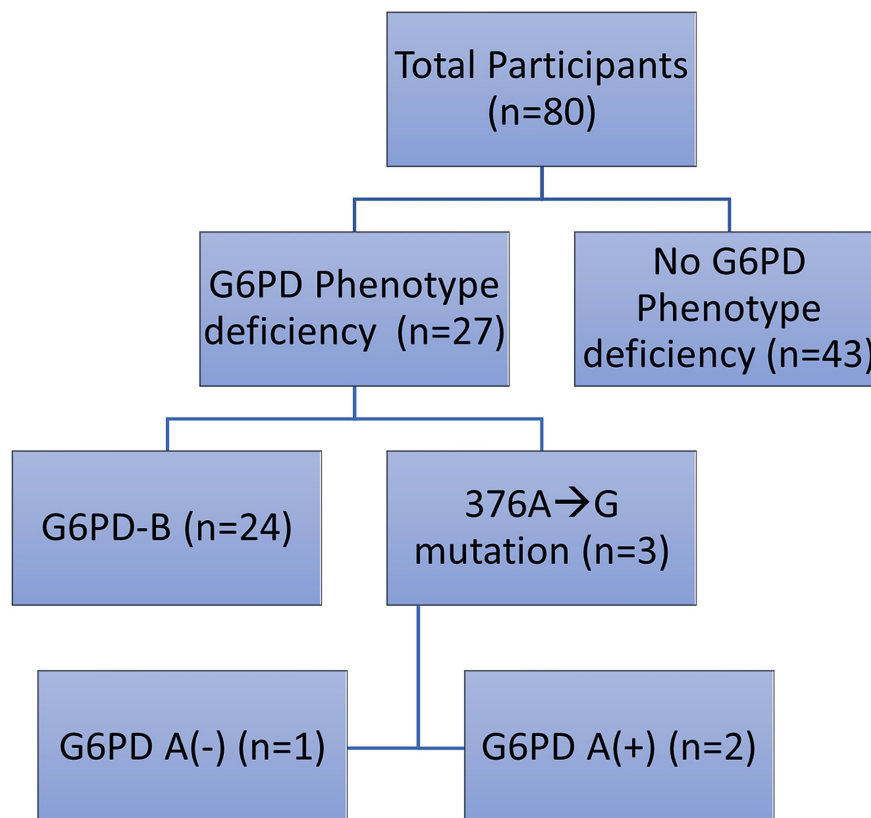 Total Participants
(n=80)
G6PD Phenotype
deficiency (n=27)
No G6PD
Phenotype
deficiency (n=43)
G6PD-B (n=24)
376A→G
mutation (n=3)
G6PD A(-) (n=1)
G6PD A(+) (n=2)